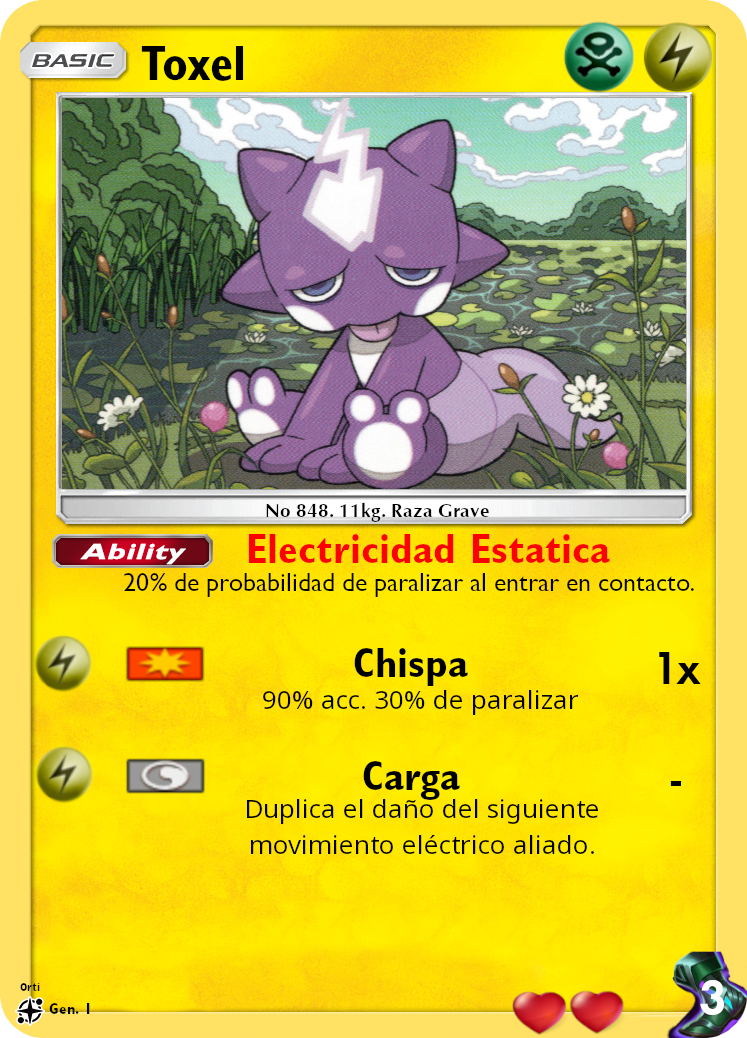 BASIC Toxel
No 848. 11kg. Raza Grave
Ability Electricidad Estatica
20% de probabilidad de paralizar al entrar en contacto.
Chispa 1x
90% acc. 30% de paralizar
Carga -
Duplica el daño del siguiente
movimiento eléctrico aliado.
Orti
Gen. 1
3